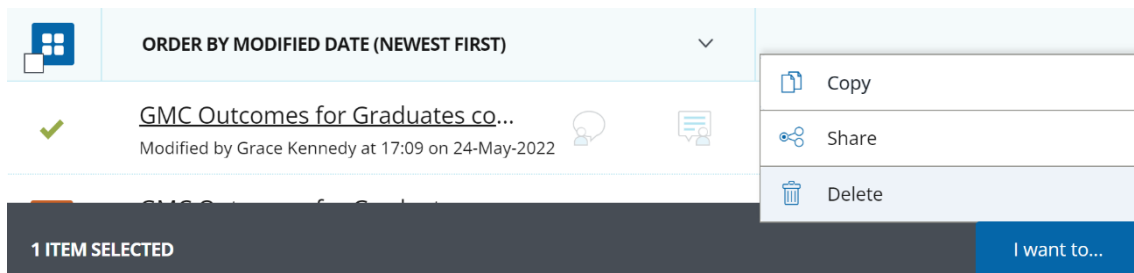 ORDER BY MODIFIED DATE (NEWEST FIRST)
GMC Outcomes for Graduates co...
Modified by Grace Kennedy at 17:09 on 24-May-2022
Copy
Share
Delete
1 ITEM SELECTED
I want to...